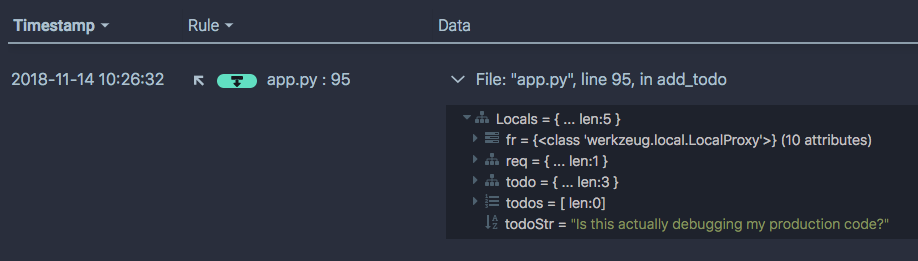 Timestamp Rule Data
2018-11-14 10:26:32 app.py : 95 File: "app.py", line 95, in add_todo
Locals = { ... len:5 }
fr = {<class 'werkzeug.local.LocalProxy'>} (10 attributes)
req = { ... len:1 }
todo = { ... len:3 }
todos = [ len:0]
todoStr = "Is this actually debugging my production code?"